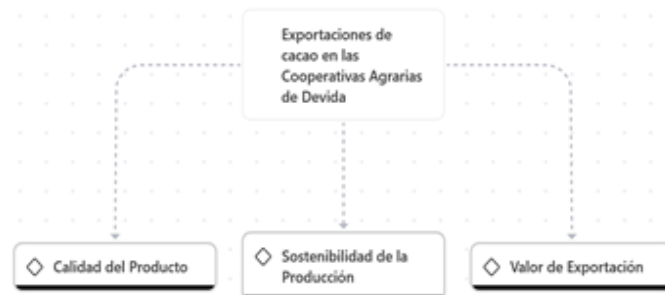 Exportaciones de
cacao en las
Cooperativas Agrarias
de Devida
Calidad del Producto
Sostenibilidad de la
Producción
Valor de Exportación